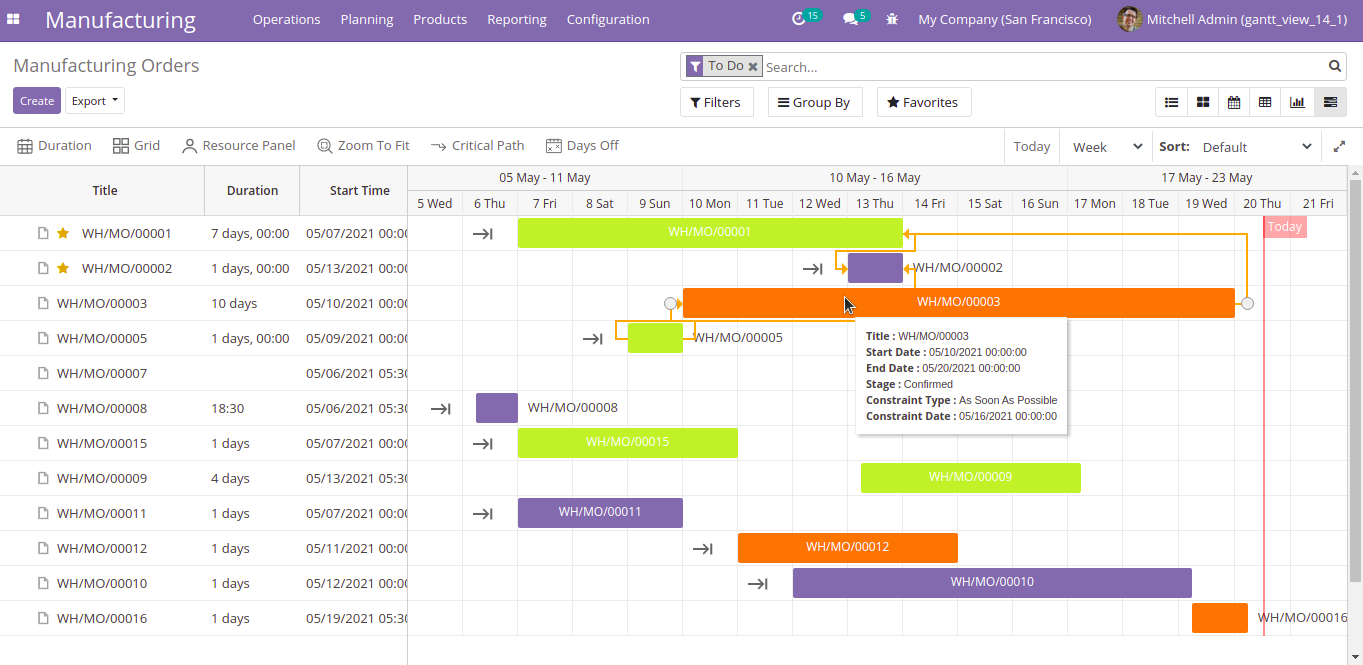 Manufacturing Operations Planning Products Reporting Configuration 15 5 My Company (San Francisco) Mitchell Admin (gantt_view_14_1)
Manufacturing Orders To Do Search...
Create Export Filters Group By Favorites
Duration Grid Resource Panel Zoom To Fit Critical Path Days Off Today Week Sort: Default
Title Duration Start Time 05 May - 11 May 10 May - 16 May 17 May - 23 May
5 Wed 6 Thu 7 Fri 8 Sat 9 Sun 10 Mon 11 Tue 12 Wed 13 Thu 14 Fri 15 Sat 16 Sun 17 Mon 18 Tue 19 Wed 20 Thu 21 Fri
WH/MO/00001 7 days, 00:00 05/07/2021 00:00 WH/MO/00001 Today
WH/MO/00002 1 days, 00:00 05/13/2021 00:00 WH/MO/00002
WH/MO/00003 10 days 05/10/2021 00:00 WH/MO/00003
WH/MO/00005 1 days, 00:00 05/09/2021 00:00 WH/MO/00005
WH/MO/00007 05/06/2021 05:30
WH/MO/00008 18:30 05/06/2021 05:30 WH/MO/00008
WH/MO/00015 1 days 05/07/2021 00:00 WH/MO/00015
WH/MO/00009 4 days 05/13/2021 05:30 WH/MO/00009
WH/MO/00011 1 days 05/07/2021 00:00 WH/MO/00011
WH/MO/00012 1 days 05/11/2021 00:00 WH/MO/00012
WH/MO/00010 1 days 05/12/2021 00:00 WH/MO/00010
WH/MO/00016 1 days 05/19/2021 05:30 WH/MO/00016
Title : WH/MO/00003
Start Date : 05/10/2021 00:00:00
End Date : 05/20/2021 00:00:00
Stage : Confirmed
Constraint Type : As Soon As Possible
Constraint Date : 05/16/2021 00:00:00